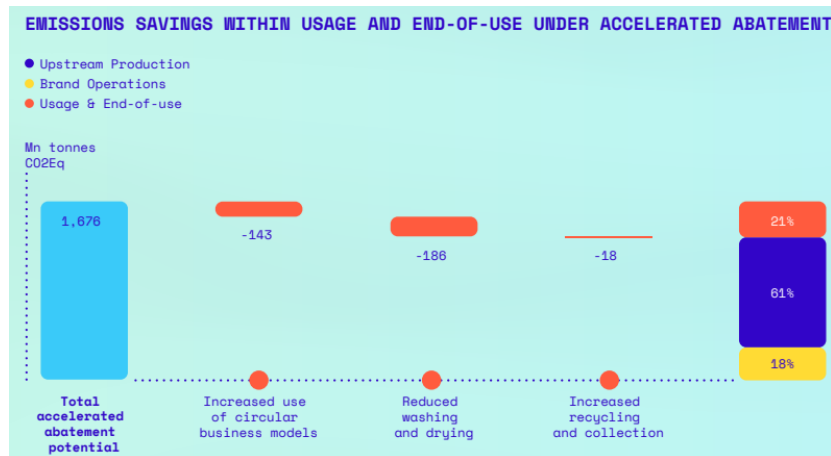 EMISSIONS SAVINGS WITHIN USAGE AND END-OF-USE UNDER ACCELERATED ABATEMENT
Upstream Production
Brand Operations
Usage & End-of-use
Mn tonnes
CO2Eq
1,676
-143
-186
-18
21%
61%
18%
Total
accelerated
abatement
potential
Increased use
of circular
business models
Reduced
washing
and drying
Increased
recycling
and collection